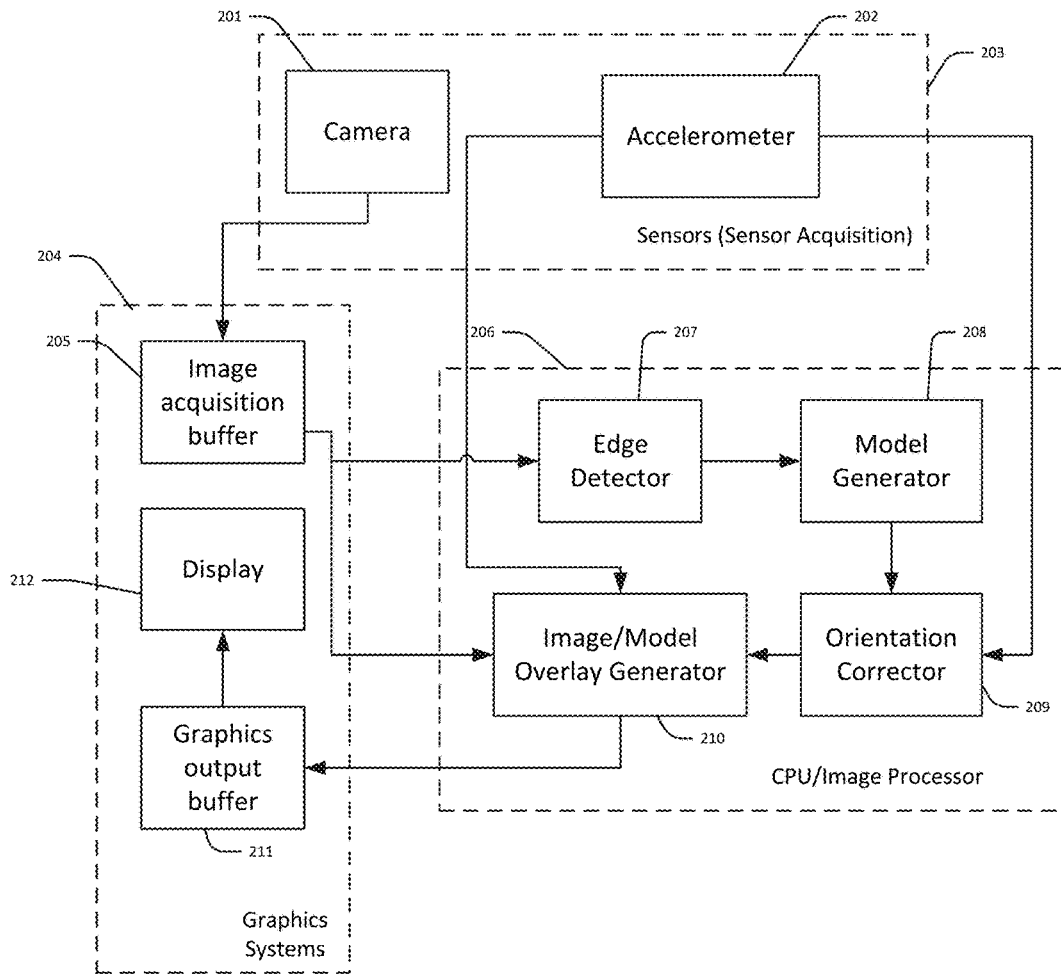 201
202
203
Camera
Accelerometer
Sensors (Sensor Acquisition)
204
205
Image
acquisition
buffer
206
207
208
Edge
Detector
Model
Generator
212
Display
Image/Model
Overlay Generator
Orientation
Corrector
209
210
Graphics
output
buffer
211
CPU/Image Processor
Graphics
Systems